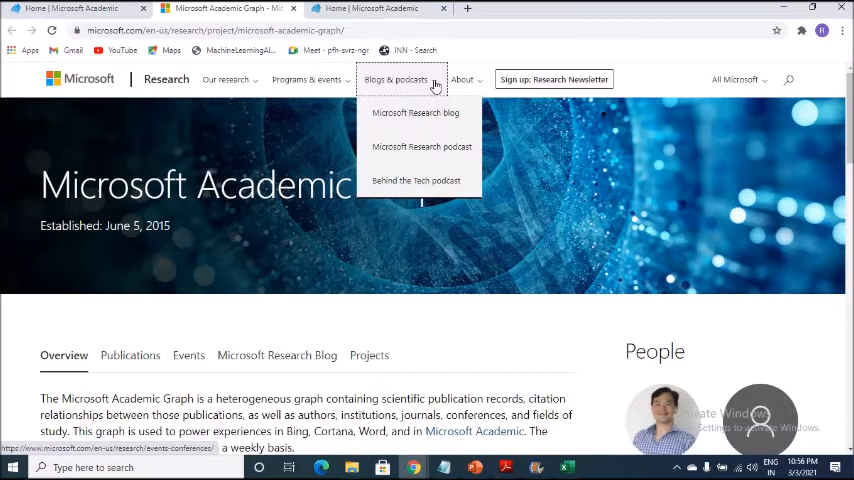 Home | Microsoft Academic
Microsoft Academic Graph - Mic
Home | Microsoft Academic
microsoft.com/en-us/research/project/microsoft-academic-graph/
R
Apps
Gmail
YouTube
Maps
MachineLearningAI...
Meet - pfh-svrz-ngr
INN - Search
Microsoft
Research
Our research
Programs & events
Blogs & podcasts
About
Sign up: Research Newsletter
All Microsoft
Microsoft Research blog
Microsoft Research podcast
Behind the Tech podcast
Microsoft Academic
Established: June 5, 2015
Overview
Publications
Events
Microsoft Research Blog
Projects
People
The Microsoft Academic Graph is a heterogeneous graph containing scientific publication records, citation
relationships between those publications, as well as authors, institutions, journals, conferences, and fields of
study. This graph is used to power experiences in Bing, Cortana, Word, and in Microsoft Academic. The
a weekly basis.
Activate Windows
Settings to activate Windows.
https://www.microsoft.com/en-us/research/events-conferences/
Type here to search
ENG
IN
10:56 PM
3/3/2021